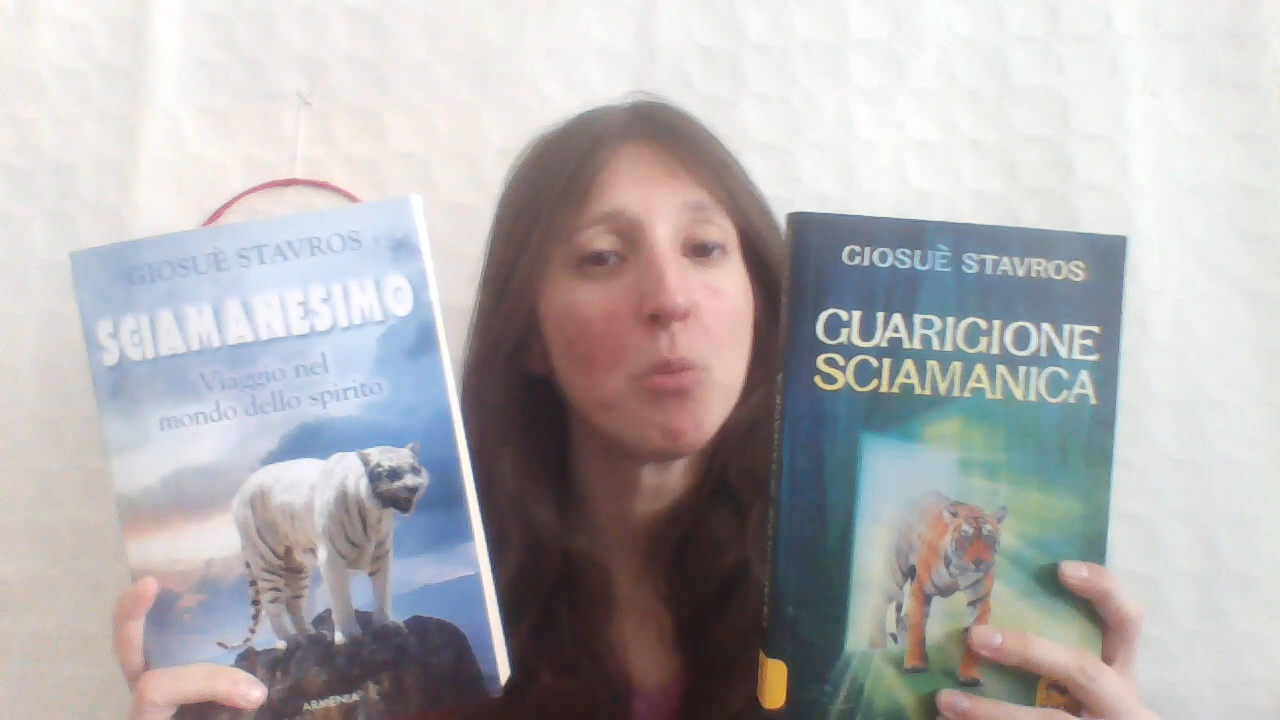 GIOSUÈ STAVROS
SCIAMANESIMO
Viaggio nel
mondo dello spirito
ARMENIA
GIOSUÈ STAVROS
GUARIGIONE
SCIAMANICA